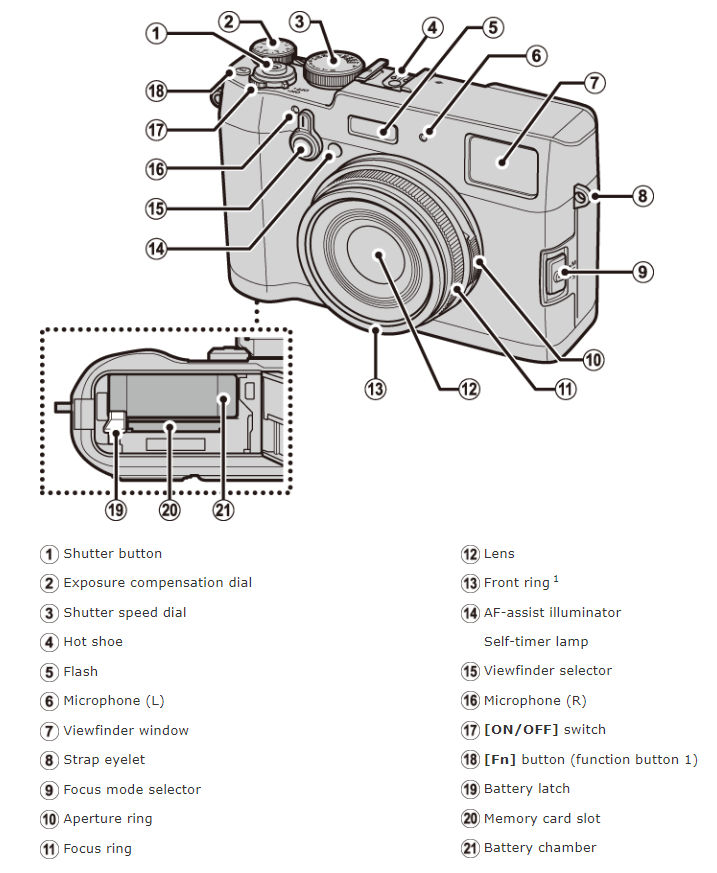 2 3
1 4 5
6
18 7
17
16
15 8
14
9
10
13 12 11
19 20 21
1 Shutter button
2 Exposure compensation dial
3 Shutter speed dial
4 Hot shoe
5 Flash
6 Microphone (L)
7 Viewfinder window
8 Strap eyelet
9 Focus mode selector
10 Aperture ring
11 Focus ring
12 Lens
13 Front ring 1
14 AF-assist illuminator
Self-timer lamp
15 Viewfinder selector
16 Microphone (R)
17 [ON/OFF] switch
18 [Fn] button (function button 1)
19 Battery latch
20 Memory card slot
21 Battery chamber